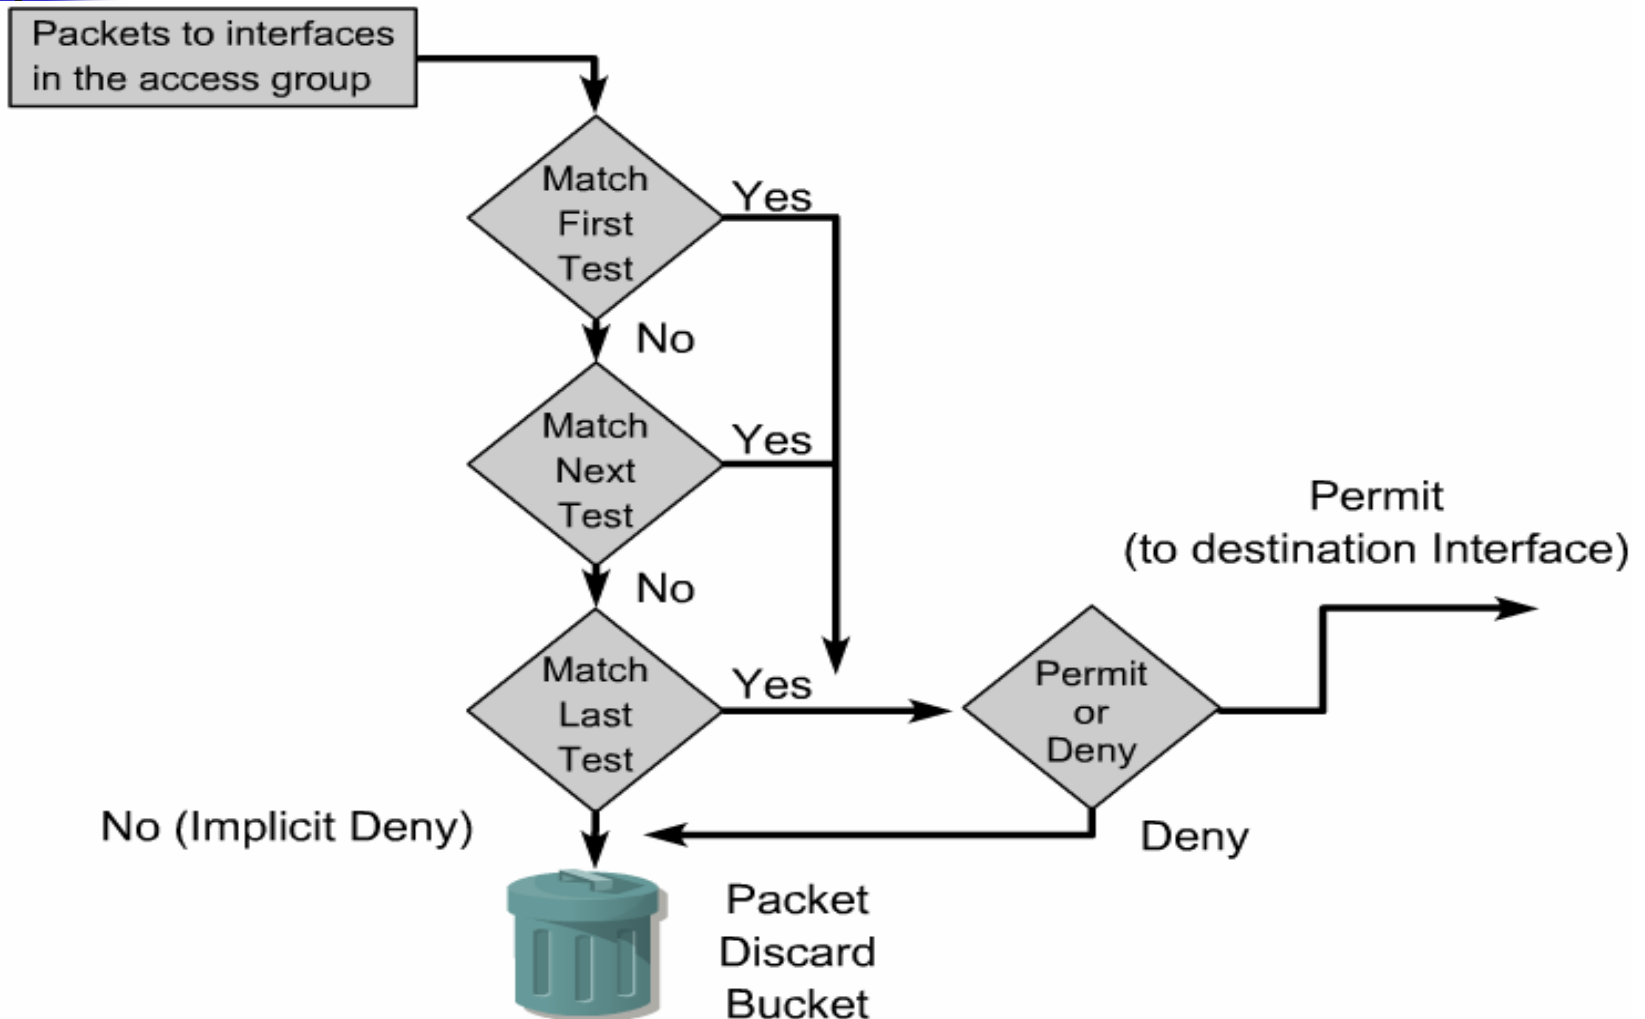 Packets to interfaces
in the access group
Match
First
Test
Yes
No
Match
Next
Test
Yes
No
Match
Last
Test
Yes
Permit
or
Deny
Permit
(to destination Interface)
No (Implicit Deny)
Deny
Packet
Discard
Bucket